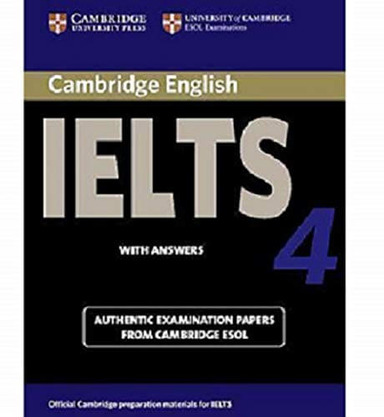 CAMBRIDGE
UNIVERSITY PRESS
UNIVERSITY of CAMBRIDGE
ESOL Examinations
Cambridge English
IELTS
4
WITH ANSWERS
AUTHENTIC EXAMINATION PAPERS
FROM CAMBRIDGE ESOL
Official Cambridge preparation materials for IELTS